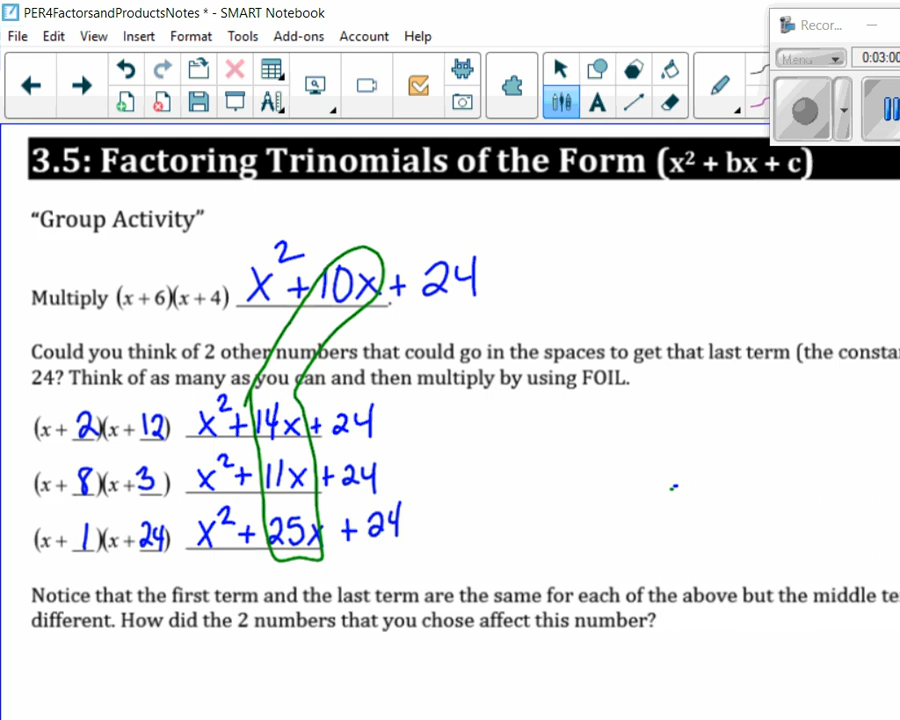 PER4FactorsandProductsNotes * - SMART Notebook
File Edit View Insert Format Tools Add-ons Account Help
Recor...
Menu
0:03:00
3.5: Factoring Trinomials of the Form (x² + bx + c)
“Group Activity”
Multiply (x + 6)(x + 4) x² + 10x + 24
Could you think of 2 other numbers that could go in the spaces to get that last term (the consta
24? Think of as many as you can and then multiply by using FOIL.
(x + 2)(x + 12) x² + 14x + 24
(x + 8)(x + 3) x² + 11x + 24
(x + 1)(x + 24) x² + 25x + 24
Notice that the first term and the last term are the same for each of the above but the middle te
different. How did the 2 numbers that you chose affect this number?